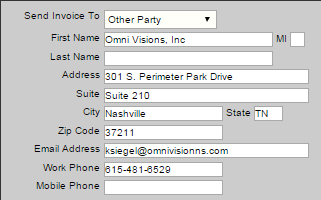 Send Invoice To Other Party
First Name Omni Visions, Inc MI
Last Name
Address 301 S. Perimeter Park Drive
Suite Suite 210
City Nashville State TN
Zip Code 37211
Email Address ksiegel@omnivisionns.com
Work Phone 615-481-6529
Mobile Phone